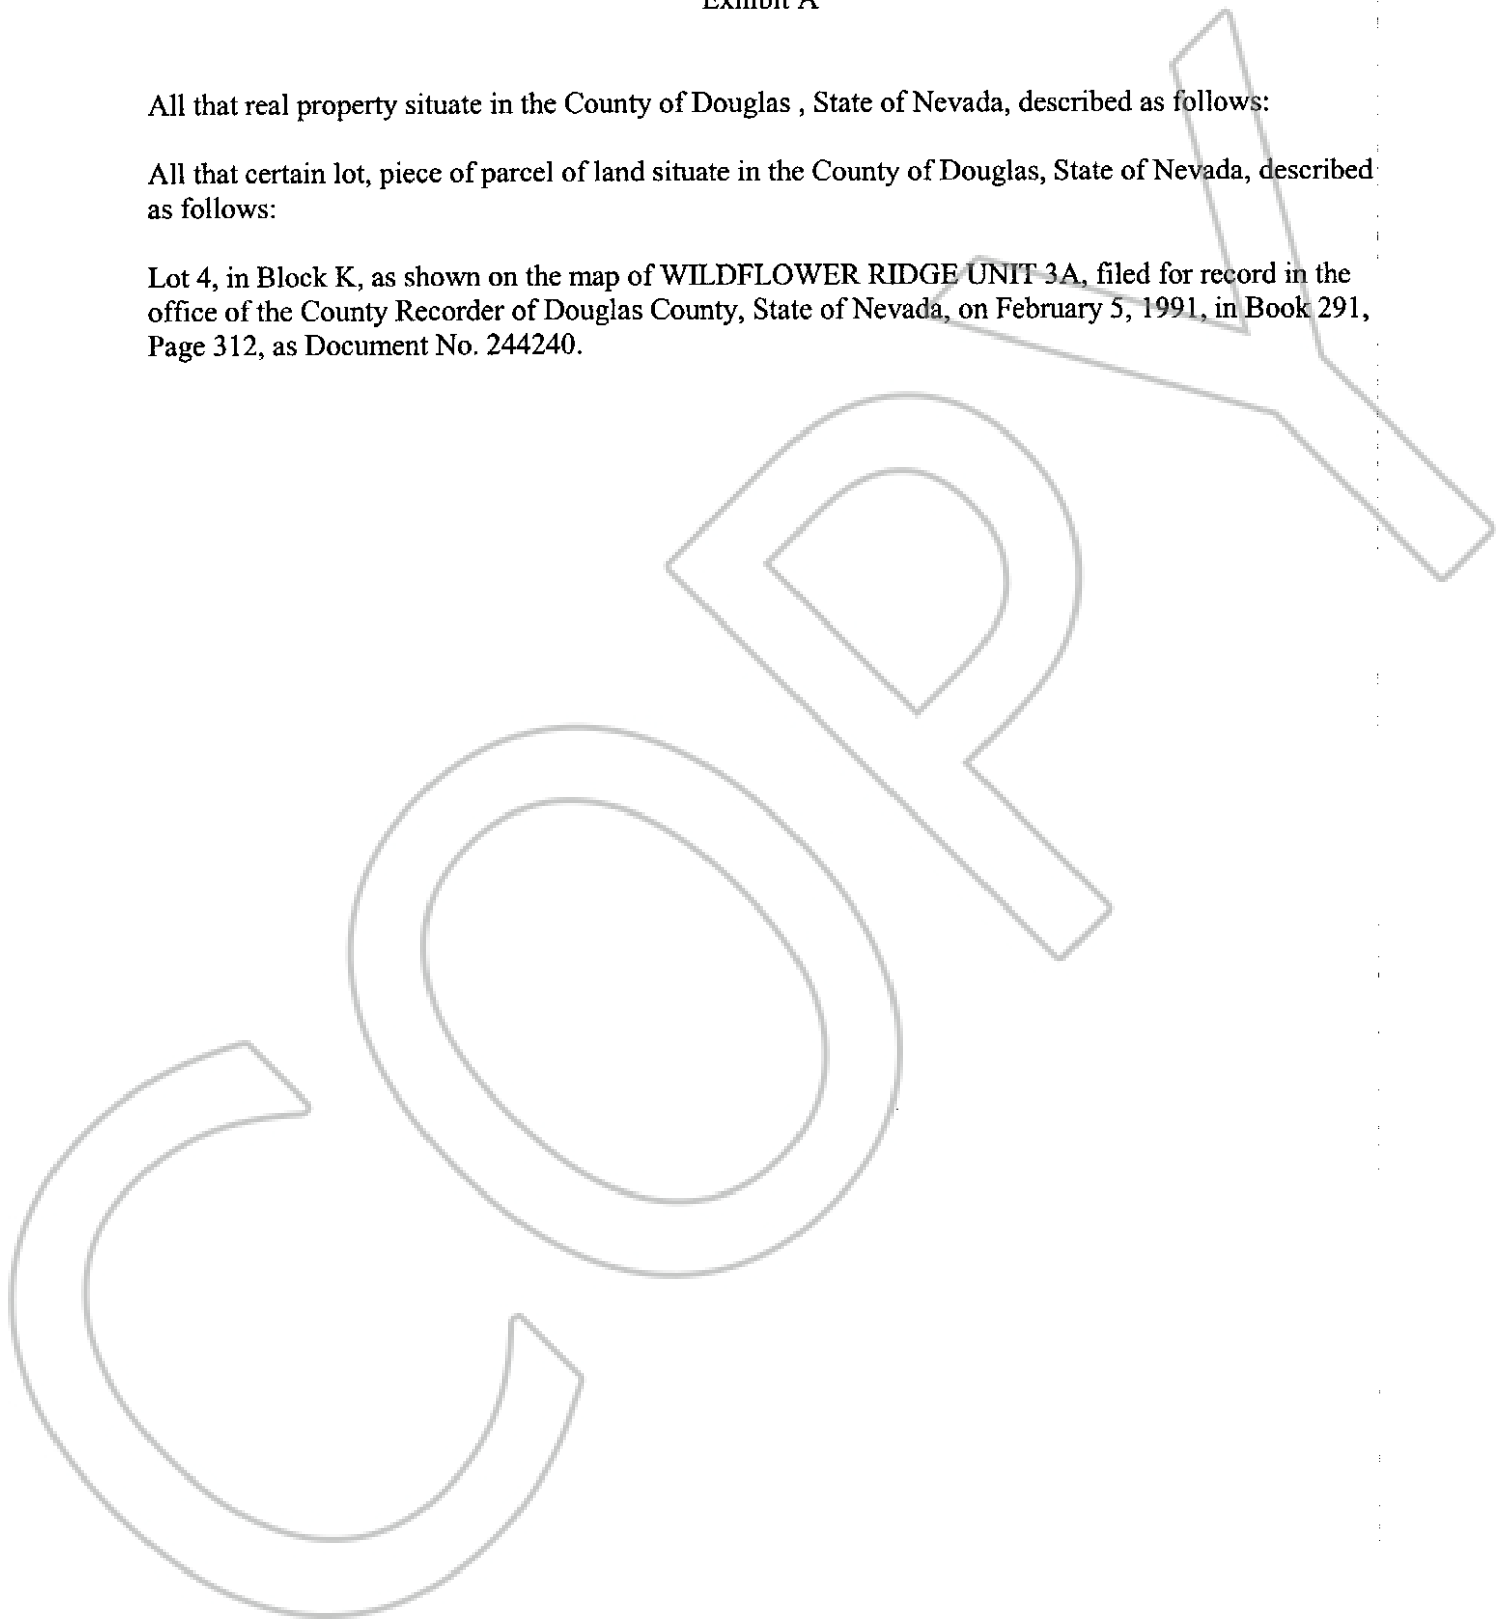 Exhibit A
All that real property situate in the County of Douglas , State of Nevada, described as follows:
All that certain lot, piece of parcel of land situate in the County of Douglas, State of Nevada, described
as follows:
Lot 4, in Block K, as shown on the map of WILDFLOWER RIDGE UNIT 3A, filed for record in the
office of the County Recorder of Douglas County, State of Nevada, on February 5, 1991, in Book 291,
Page 312, as Document No. 244240.
COPY